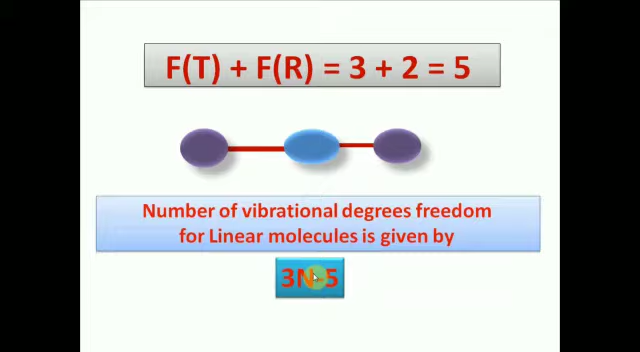 F(T) + F(R) = 3 + 2 = 5
Number of vibrational degrees freedom
for Linear molecules is given by
3N-5